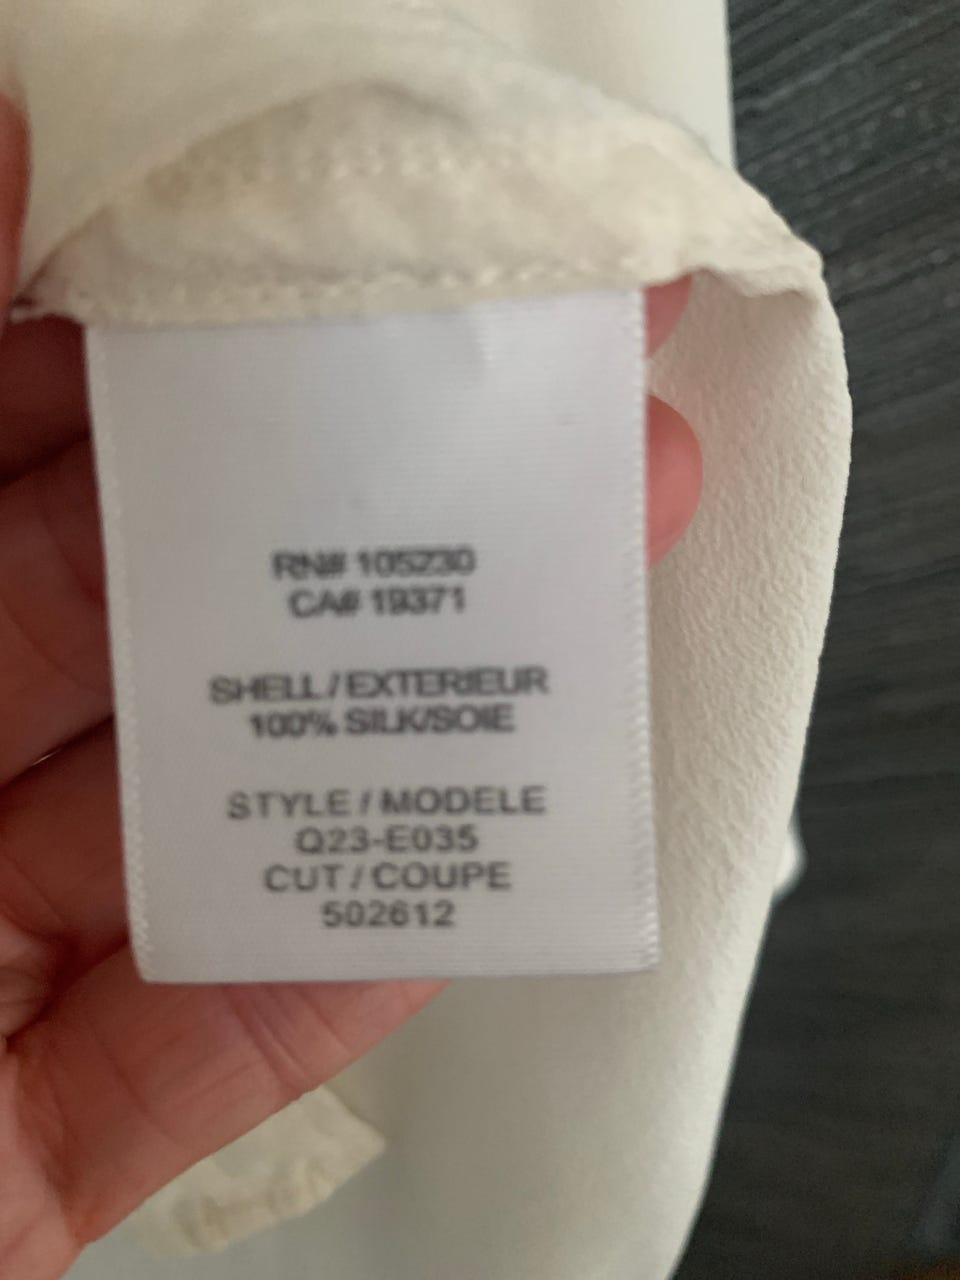 RN# 105230
CA# 19371
SHELL / EXTERIEUR
100% SILK/SOIE
STYLE / MODELE
Q23-E035
CUT / COUPE
502612